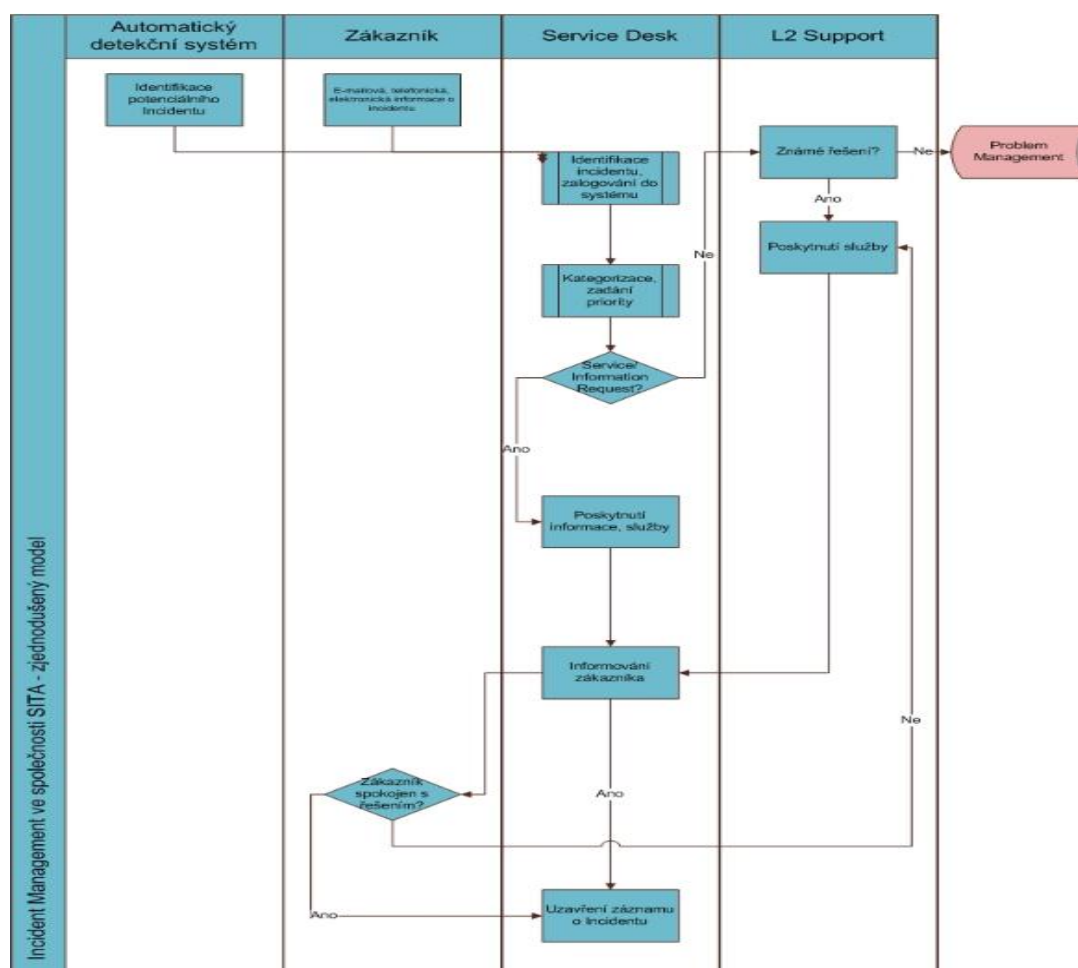 Automatický
detekční systém
Zákazník
Service Desk
L2 Support
Identifikace
potenciálního
Incidentu
E-mailová, telefonická,
elektronická informace o
incidentu
Identifikace
incidentu,
zalogování do
systému
Známé řešení?
Ne
Problem
Management
Ano
Poskytnutí služby
Kategorizace,
zadání
priority
Ne
Service/
Information
Request?
Ano
Poskytnutí
informace, služby
Informování
zákazníka
Ne
Zákazník
spokojen s
řešením?
Ano
Ano
Uzavření záznamu
o Incidentu
Incident Management ve společnosti SITA - zjednodušený model